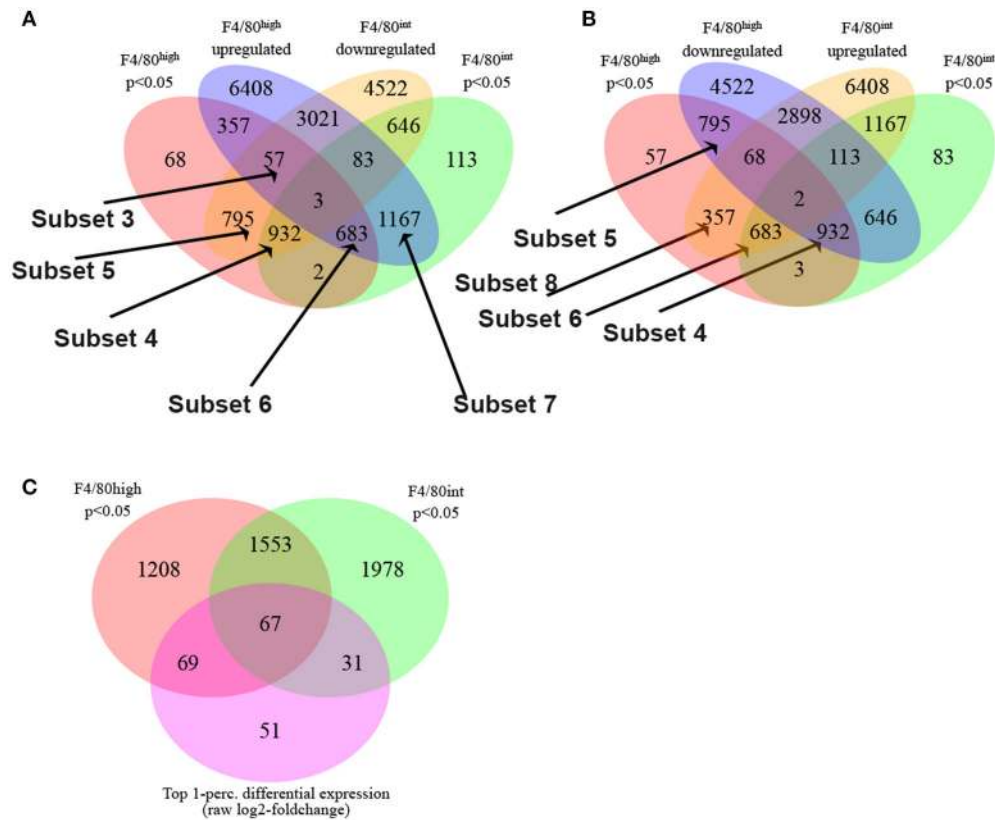 A
F4/80high
p<0.05
F4/80high
upregulated
F4/80int
downregulated
F4/80int
p<0.05
6408
4522
357
3021
646
68
57
83
113
3
795
932
683
1167
2
Subset 3
Subset 5
Subset 4
Subset 6
Subset 7
B
F4/80high
p<0.05
F4/80high
downregulated
F4/80int
upregulated
F4/80int
p<0.05
4522
6408
795
2898
1167
57
68
113
83
2
357
683
932
646
3
Subset 5
Subset 8
Subset 6
Subset 4
C
F4/80high
p<0.05
F4/80int
p<0.05
1553
1208
1978
67
69
31
51
Top 1-perc. differential expression
(raw log2-foldchange)